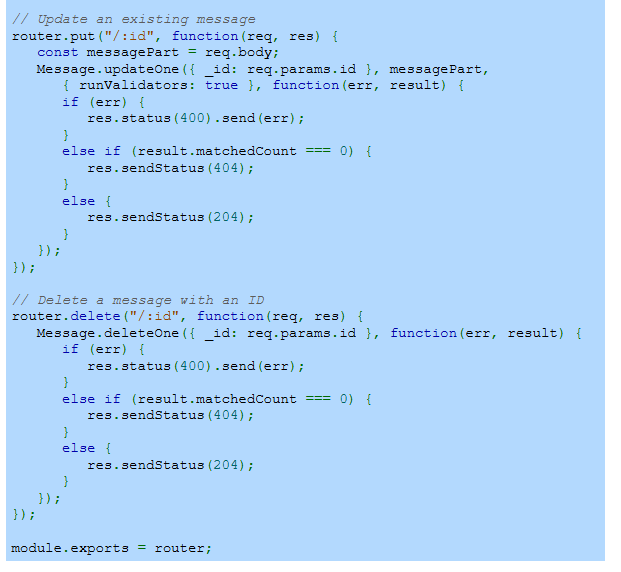 // Update an existing message
router.put("/:id", function(req, res) {
   const messagePart = req.body;
   Message.updateOne({ _id: req.params.id }, messagePart,
      { runValidators: true }, function(err, result) {
      if (err) {
         res.status(400).send(err);
      }
      else if (result.matchedCount === 0) {
         res.sendStatus(404);
      }
      else {
         res.sendStatus(204);
      }
   });
});

// Delete a message with an ID
router.delete("/:id", function(req, res) {
   Message.deleteOne({ _id: req.params.id }, function(err, result) {
      if (err) {
         res.status(400).send(err);
      }
      else if (result.matchedCount === 0) {
         res.sendStatus(404);
      }
      else {
         res.sendStatus(204);
      }
   });
});

module.exports = router;